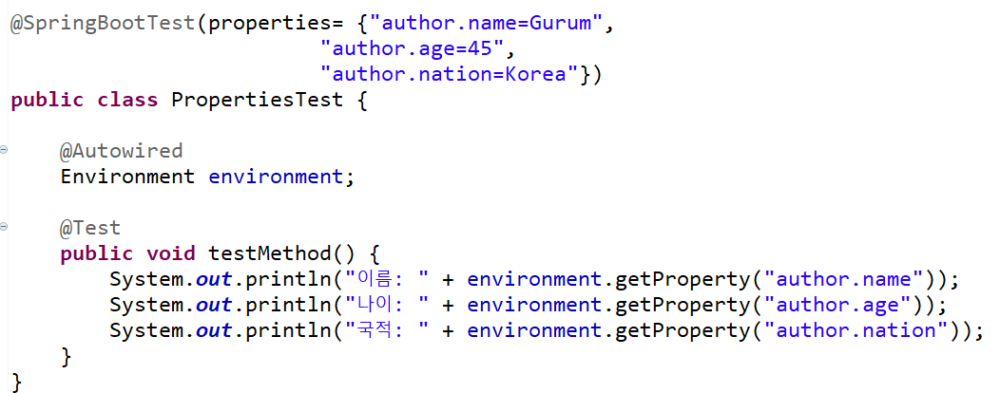 @SpringBootTest(properties= {"author.name=Gurum",
"author.age=45",
"author.nation=Korea"})
public class PropertiesTest {
@Autowired
Environment environment;
@Test
public void testMethod() {
System.out.println("이름: " + environment.getProperty("author.name"));
System.out.println("나이: " + environment.getProperty("author.age"));
System.out.println("국적: " + environment.getProperty("author.nation"));
}
}